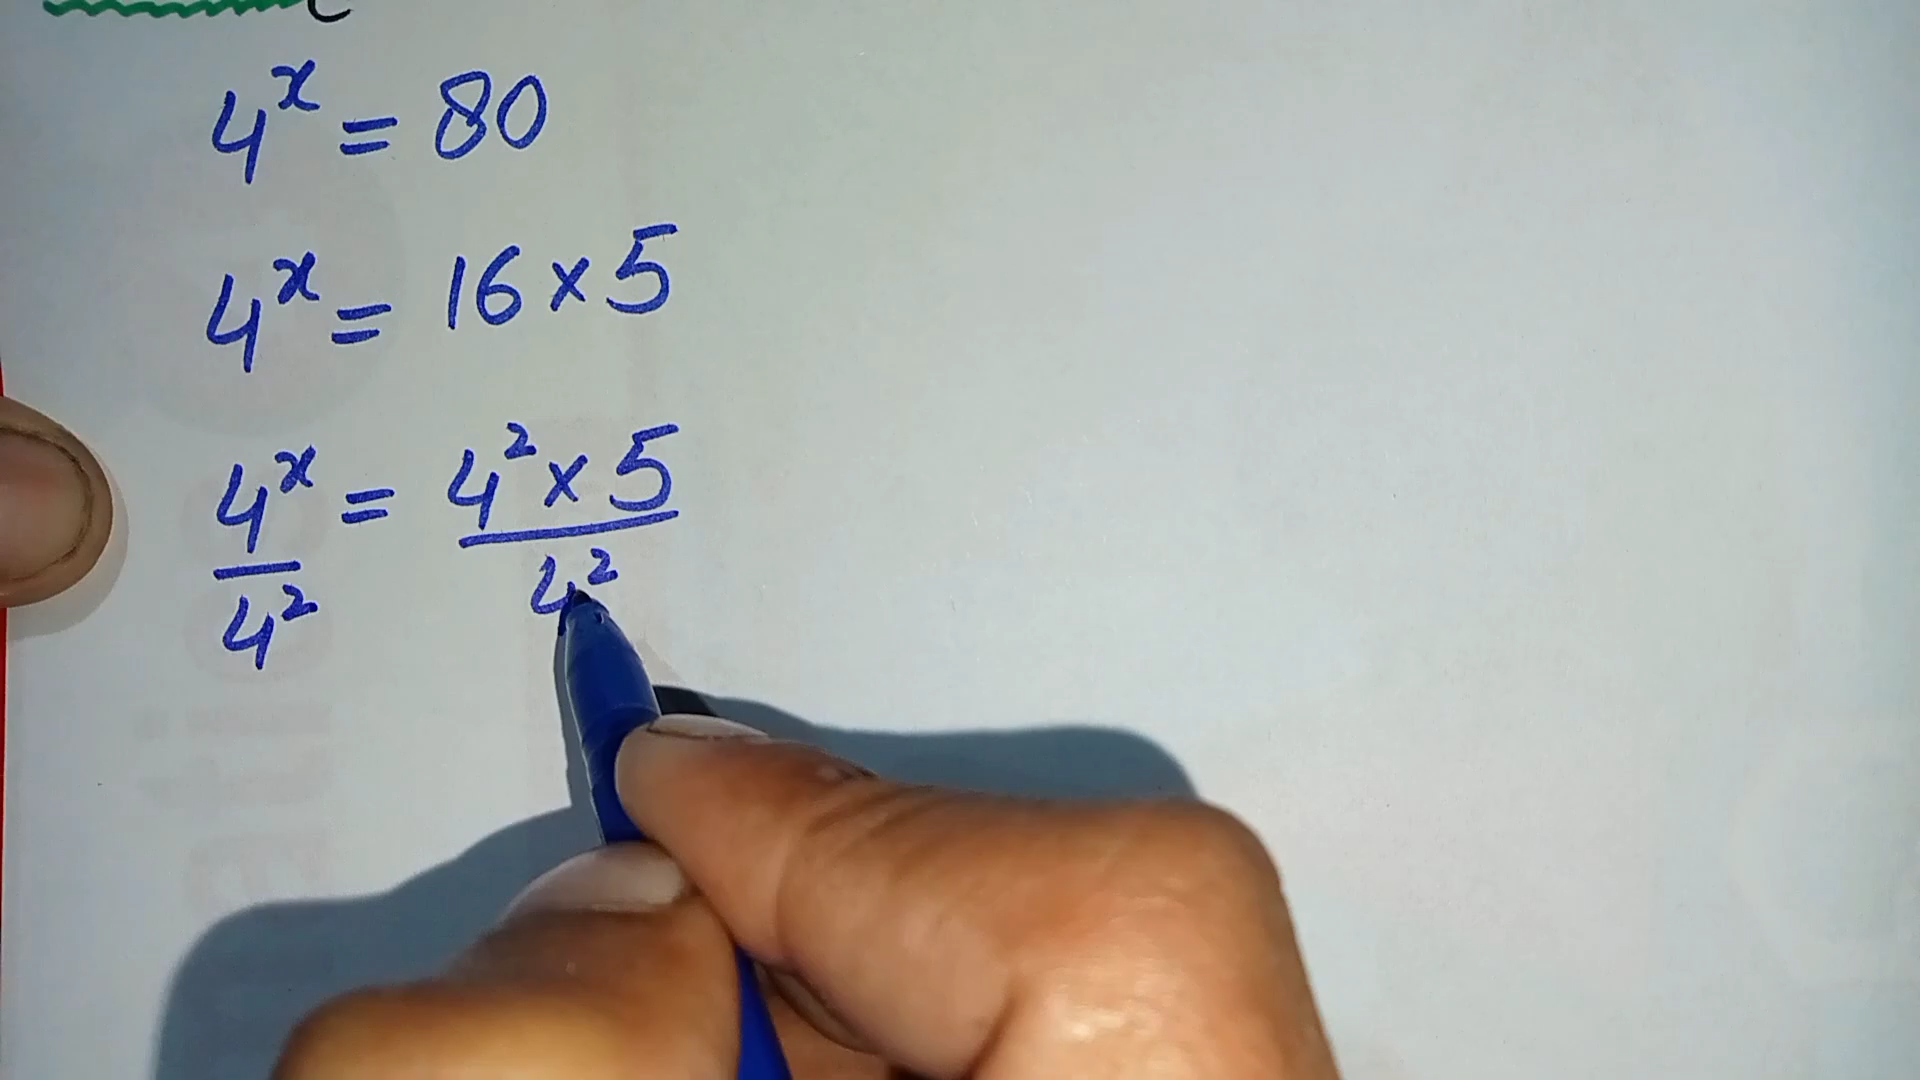 4^x = 80
4^x = 16 × 5
4^x/4^2 = 4^2 × 5/4^2